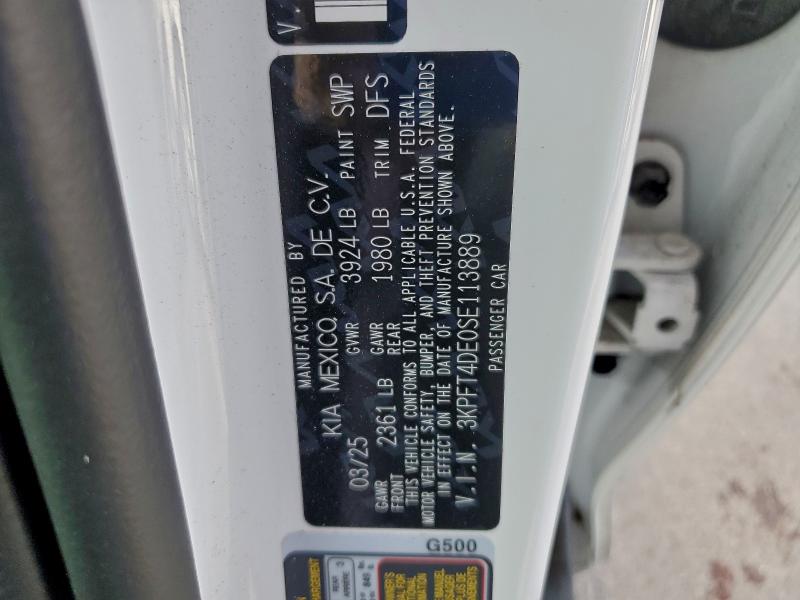 MANUFACTURED BY
KIA MEXICO, S.A. DE C.V.
03/25 GVWR 3924 LB PAINT SWP
GAWR FRONT 2361 LB GAWR REAR 1980 LB TRIM DFS
THIS VEHICLE CONFORMS TO ALL APPLICABLE U.S.A. FEDERAL
MOTOR VEHICLE SAFETY, BUMPER, AND THEFT PREVENTION STANDARDS
IN EFFECT ON THE DATE OF MANUFACTURE SHOWN ABOVE.
V.I.N. 3KPFT4DE0SE113889
PASSENGER CAR
G500
REAR
ARRIÈRE